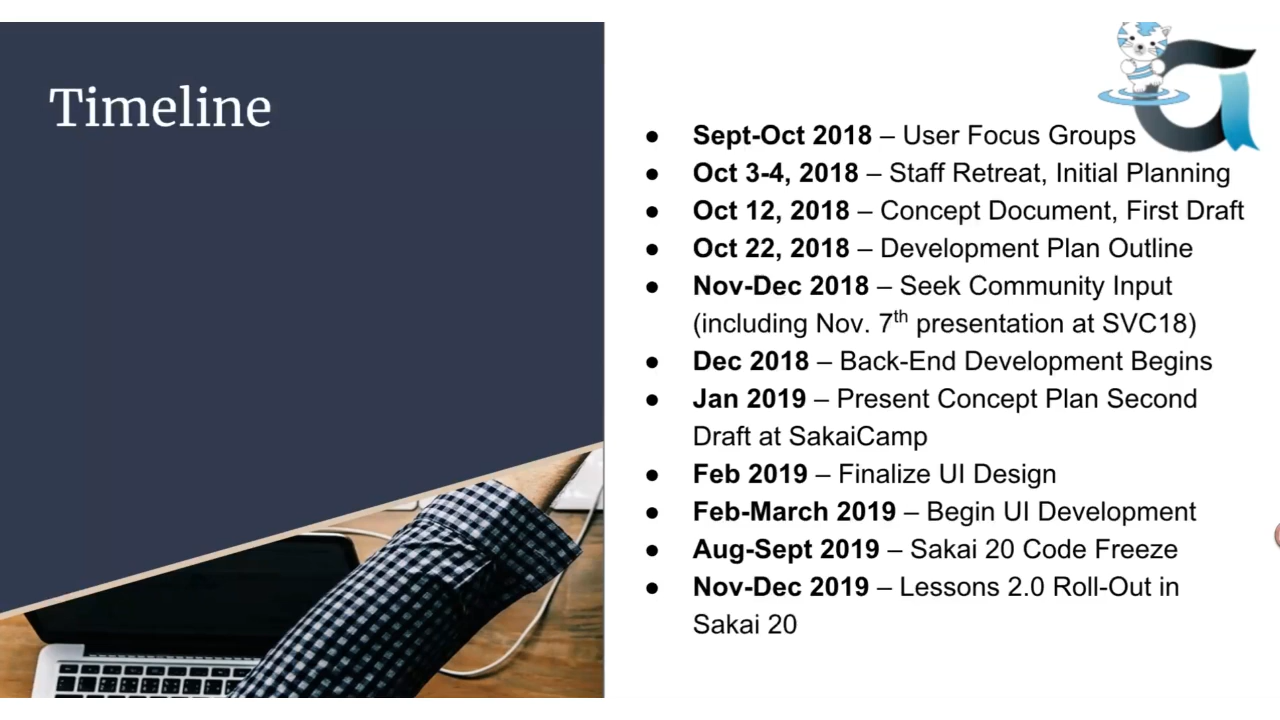 Timeline
● Sept-Oct 2018 – User Focus Groups
● Oct 3-4, 2018 – Staff Retreat, Initial Planning
● Oct 12, 2018 – Concept Document, First Draft
● Oct 22, 2018 – Development Plan Outline
● Nov-Dec 2018 – Seek Community Input
(including Nov. 7th presentation at SVC18)
● Dec 2018 – Back-End Development Begins
● Jan 2019 – Present Concept Plan Second
Draft at SakaiCamp
● Feb 2019 – Finalize UI Design
● Feb-March 2019 – Begin UI Development
● Aug-Sept 2019 – Sakai 20 Code Freeze
● Nov-Dec 2019 – Lessons 2.0 Roll-Out in
Sakai 20